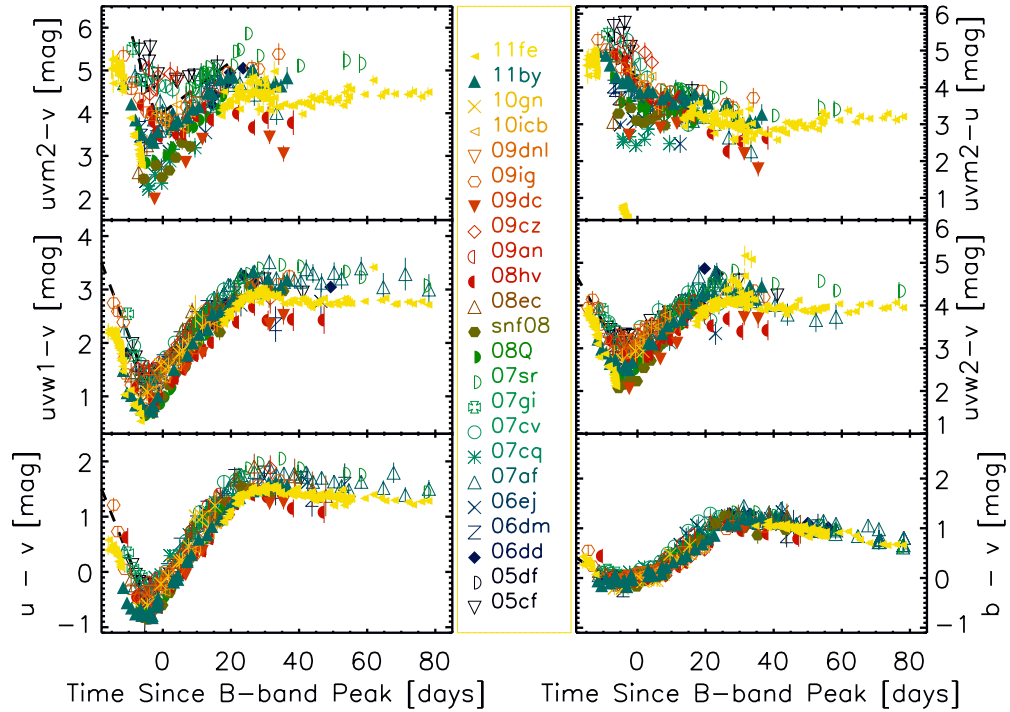 uvm2-v [mag]
6
5
4
3
2
uvw1-v [mag]
4
3
2
1
u - v [mag]
2
1
0
-1
0 20 40 60 80
Time Since B-band Peak [days]
11fe
11by
10gn
10icb
09dnl
09ig
09dc
09cz
09an
08hv
08ec
snf08
08Q
07sr
07gi
07cv
07cq
07af
06ej
06dm
06dd
05df
05cf
6
5
4
3
2
1
uvm2-u [mag]
6
5
4
3
2
1
uvw2-v [mag]
2
1
0
-1
b - v [mag]
0 20 40 60 80
Time Since B-band Peak [days]